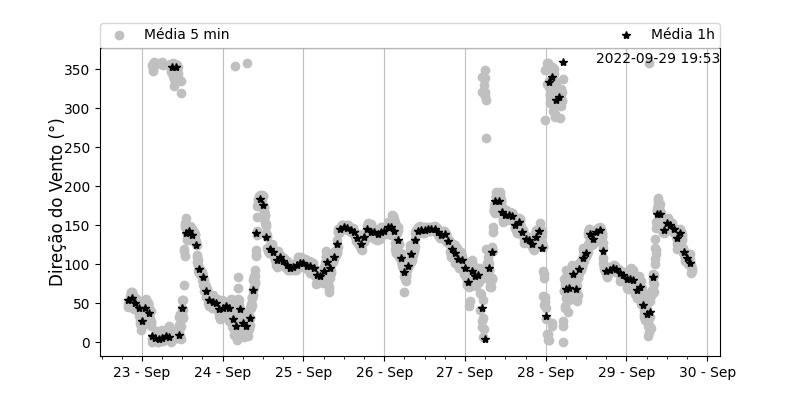 Média 5 min
Média 1h
2022-09-29 19:53
Direção do Vento (°)
350
300
250
200
150
100
50
0
23 - Sep
24 - Sep
25 - Sep
26 - Sep
27 - Sep
28 - Sep
29 - Sep
30 - Sep